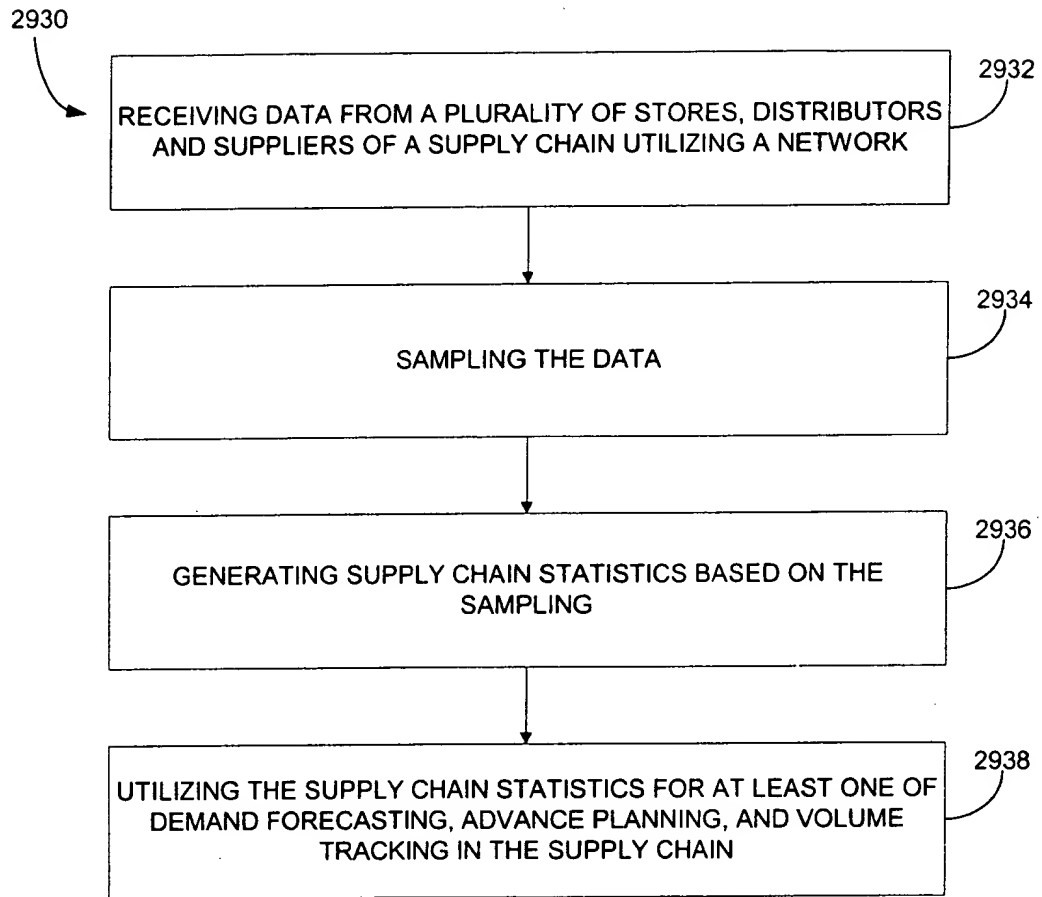 2930
2932
RECEIVING DATA FROM A PLURALITY OF STORES, DISTRIBUTORS
AND SUPPLIERS OF A SUPPLY CHAIN UTILIZING A NETWORK
2934
SAMPLING THE DATA
2936
GENERATING SUPPLY CHAIN STATISTICS BASED ON THE
SAMPLING
2938
UTILIZING THE SUPPLY CHAIN STATISTICS FOR AT LEAST ONE OF
DEMAND FORECASTING, ADVANCE PLANNING, AND VOLUME
TRACKING IN THE SUPPLY CHAIN